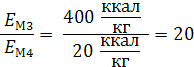 E_М3 / E_М4 = (400 ккал/кг) / (20 ккал/кг) = 20